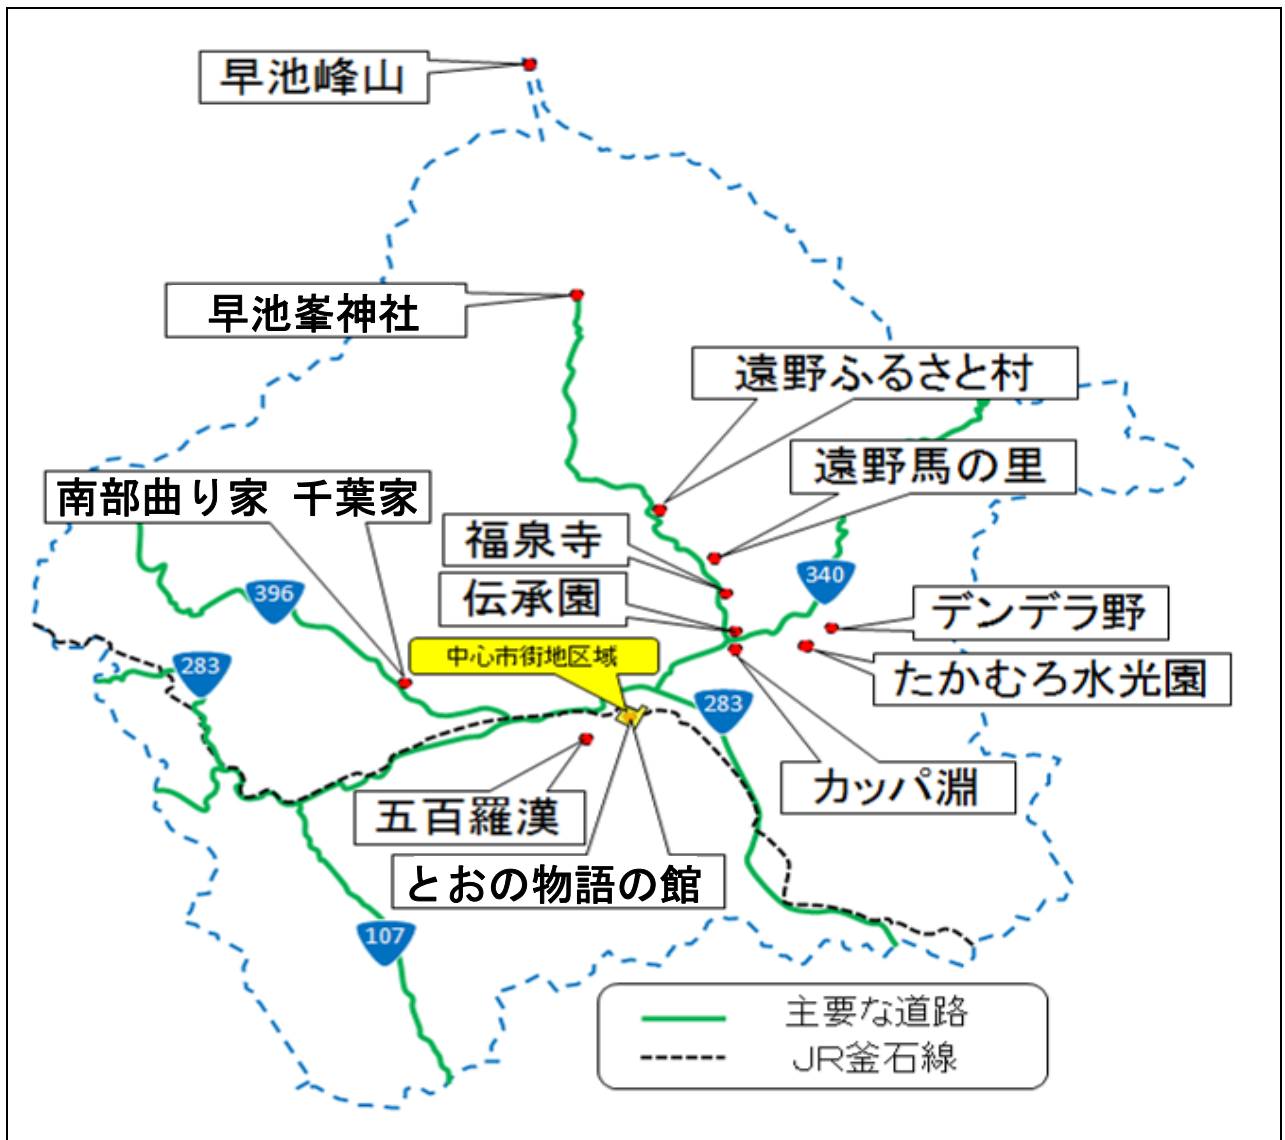 早池峰山
早池峯神社
遠野ふるさと村
遠野馬の里
南部曲り家 千葉家
福泉寺
340
396
伝承園
デンデラ野
中心市街地区域
283
たかむろ水光園
283
カッパ淵
五百羅漢
とおの物語の館
107
主要な道路
JR釜石線